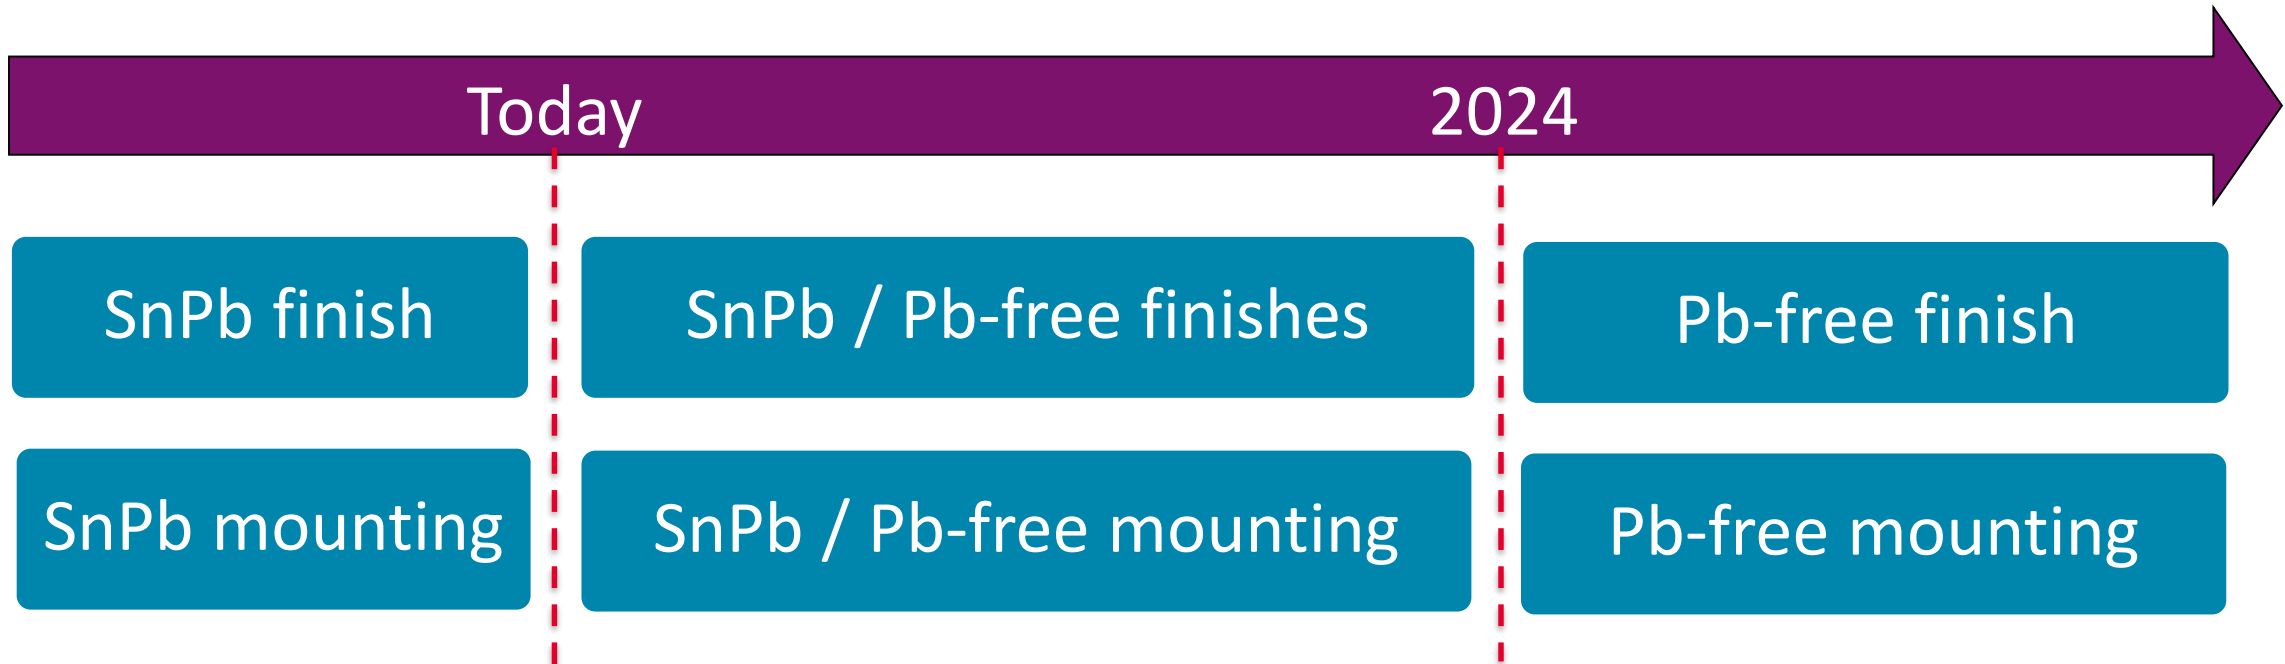 Today 2024
SnPb finish SnPb / Pb-free finishes Pb-free finish
SnPb mounting SnPb / Pb-free mounting Pb-free mounting